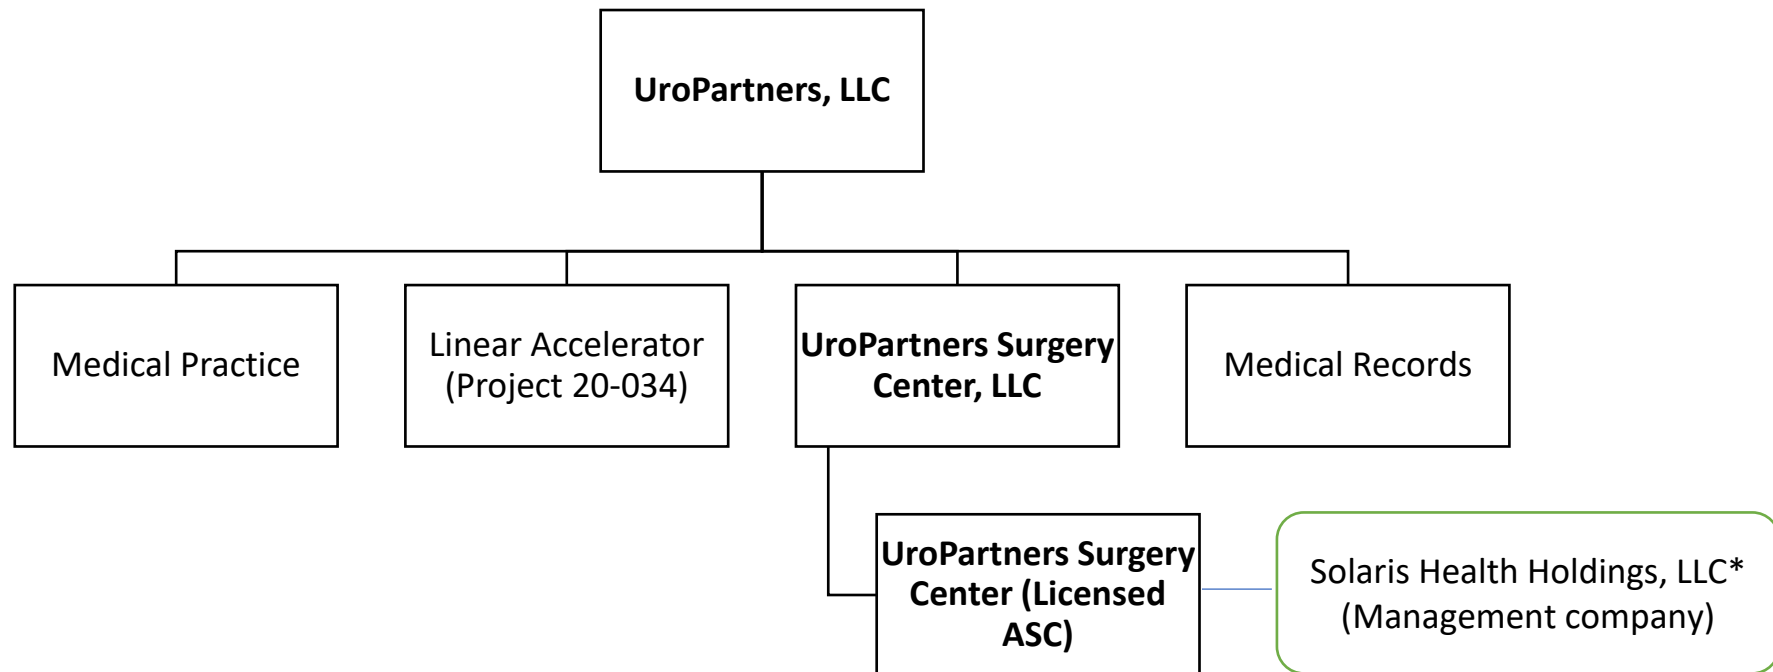 UroPartners, LLC
Medical Practice
Linear Accelerator
(Project 20-034)
UroPartners Surgery
Center, LLC
Medical Records
UroPartners Surgery
Center (Licensed
ASC)
Solaris Health Holdings, LLC*
(Management company)